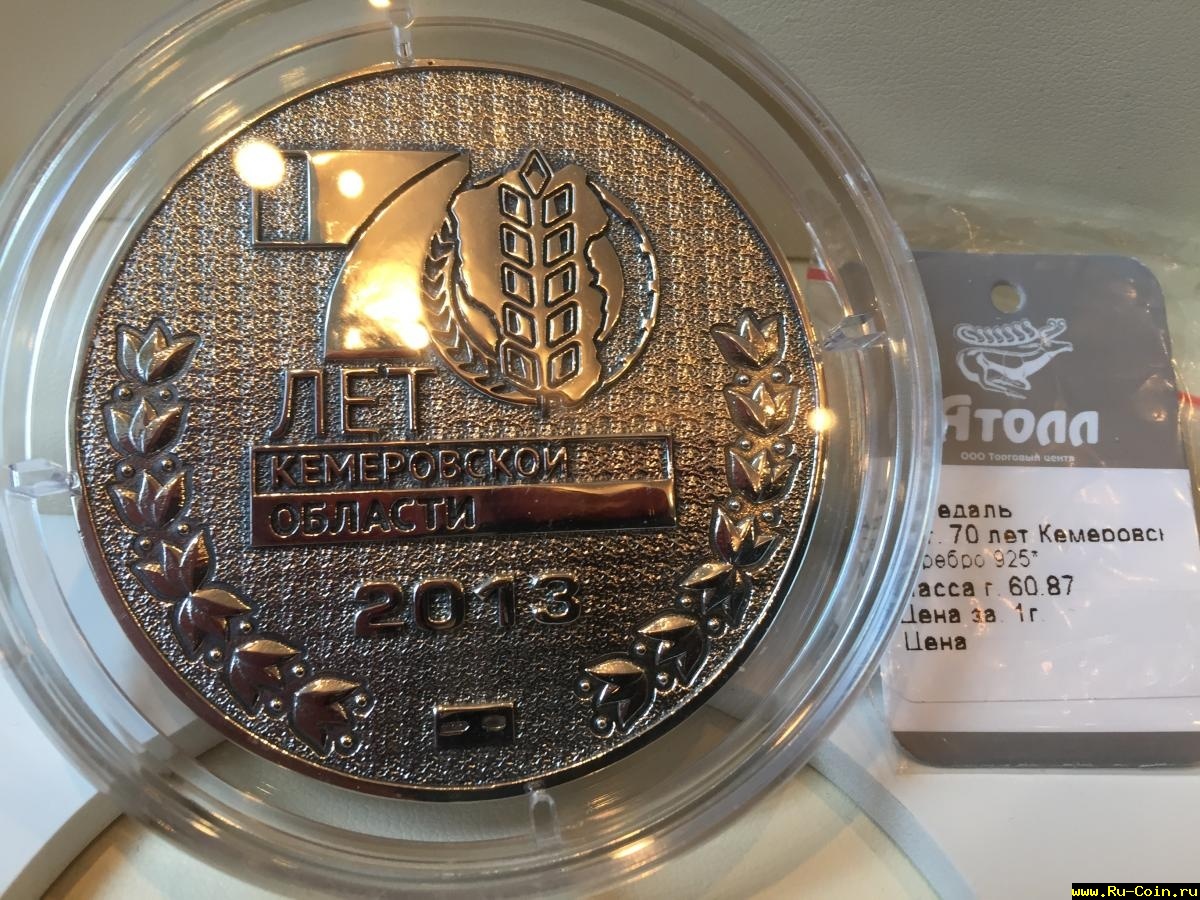 70
ЛЕТ
КЕМЕРОВСКОЙ
ОБЛАСТИ
2013
Атолл
ООО Торговый центр
едаль
г. 70 лет Кемеровс
ребро 925*
асса г. 60.87
Цена за. 1г.
Цена
www.Ru-Coin.ru